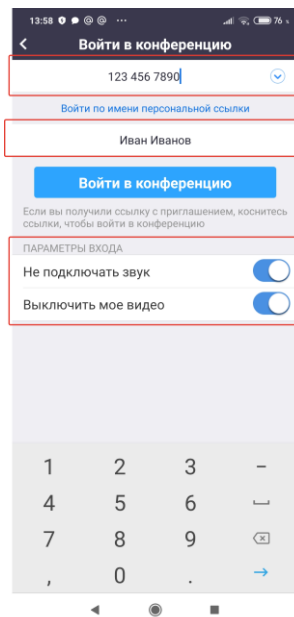 13:58 @ @ ... 76
Войти в конференцию
123 456 7890
Войти по имени персональной ссылки
Иван Иванов
Войти в конференцию
Если вы получили ссылку с приглашением, коснитесь
ссылки, чтобы войти в конференцию
ПАРАМЕТРЫ ВХОДА
Не подключать звук
Выключить мое видео
1 2 3 –
4 5 6
7 8 9
, 0 .